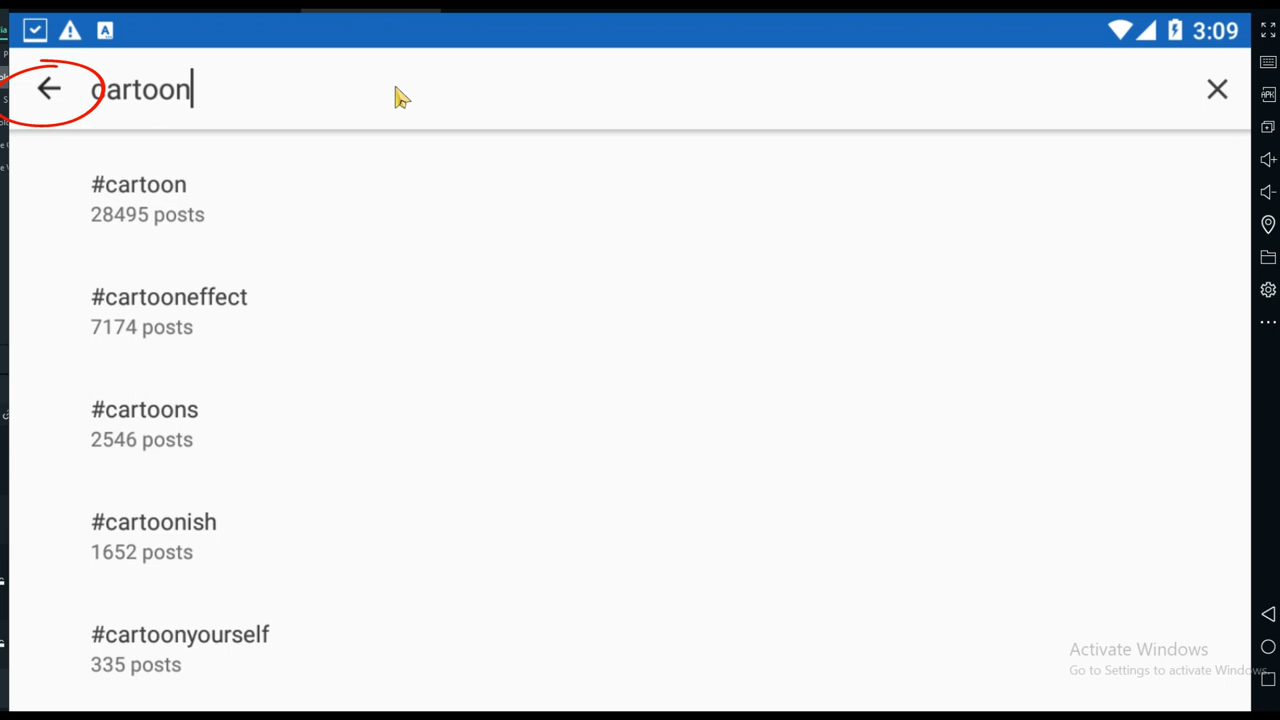 A
3:09
cartoon
APK
#cartoon
28495 posts
#cartooneffect
7174 posts
#cartoons
2546 posts
#cartoonish
1652 posts
#cartoonyourself
335 posts
Activate Windows
Go to Settings to activate Windows.